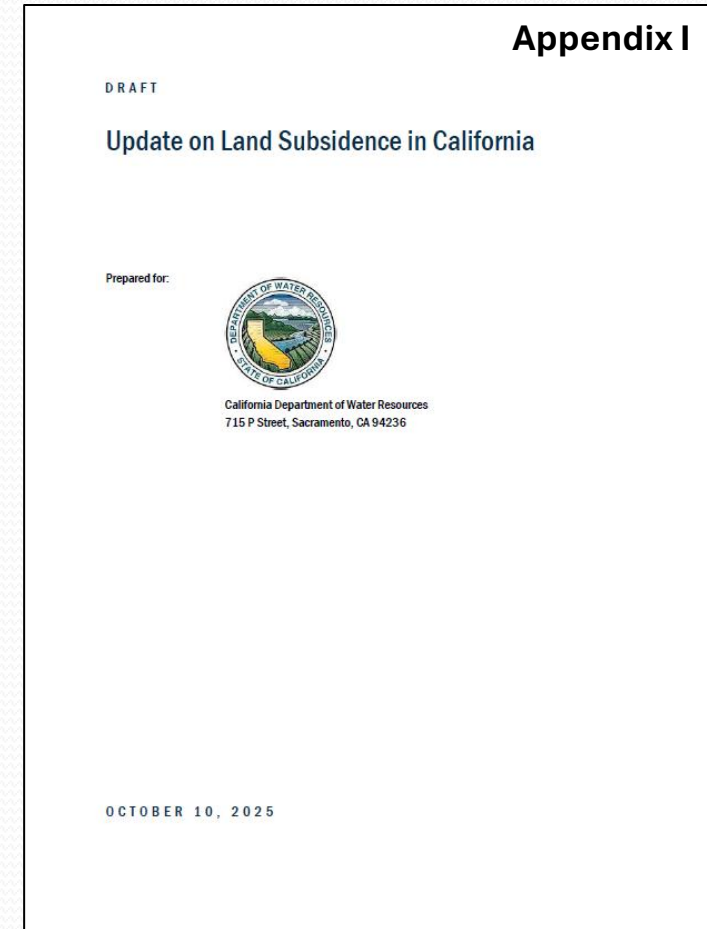 Appendix I
DRAFT
Update on Land Subsidence in California
Prepared for:
DEPARTMENT OF WATER RESOURCES
STATE OF CALIFORNIA
California Department of Water Resources
715 P Street, Sacramento, CA 94236
OCTOBER 10, 2025